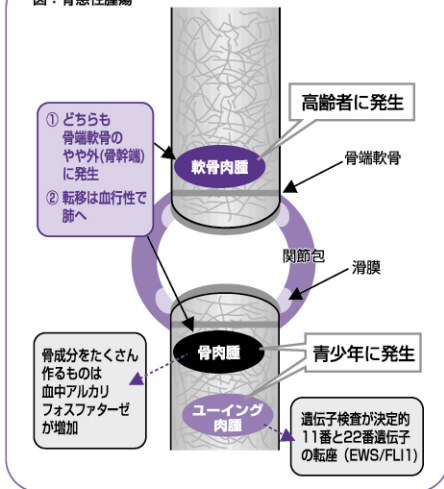 図：骨悪性腫瘍
① どちらも
骨端軟骨の
やや外(骨幹端)
に発生
② 転移は血行性で
肺へ
高齢者に発生
軟骨肉腫
骨端軟骨
関節包
滑膜
骨肉腫
青少年に発生
骨成分をたくさん
作るものは
血中アルカリ
フォスファターゼ
が増加
ユーイング
肉腫
遺伝子検査が決定的
11番と22番遺伝子
の転座（EWS/FLI1）